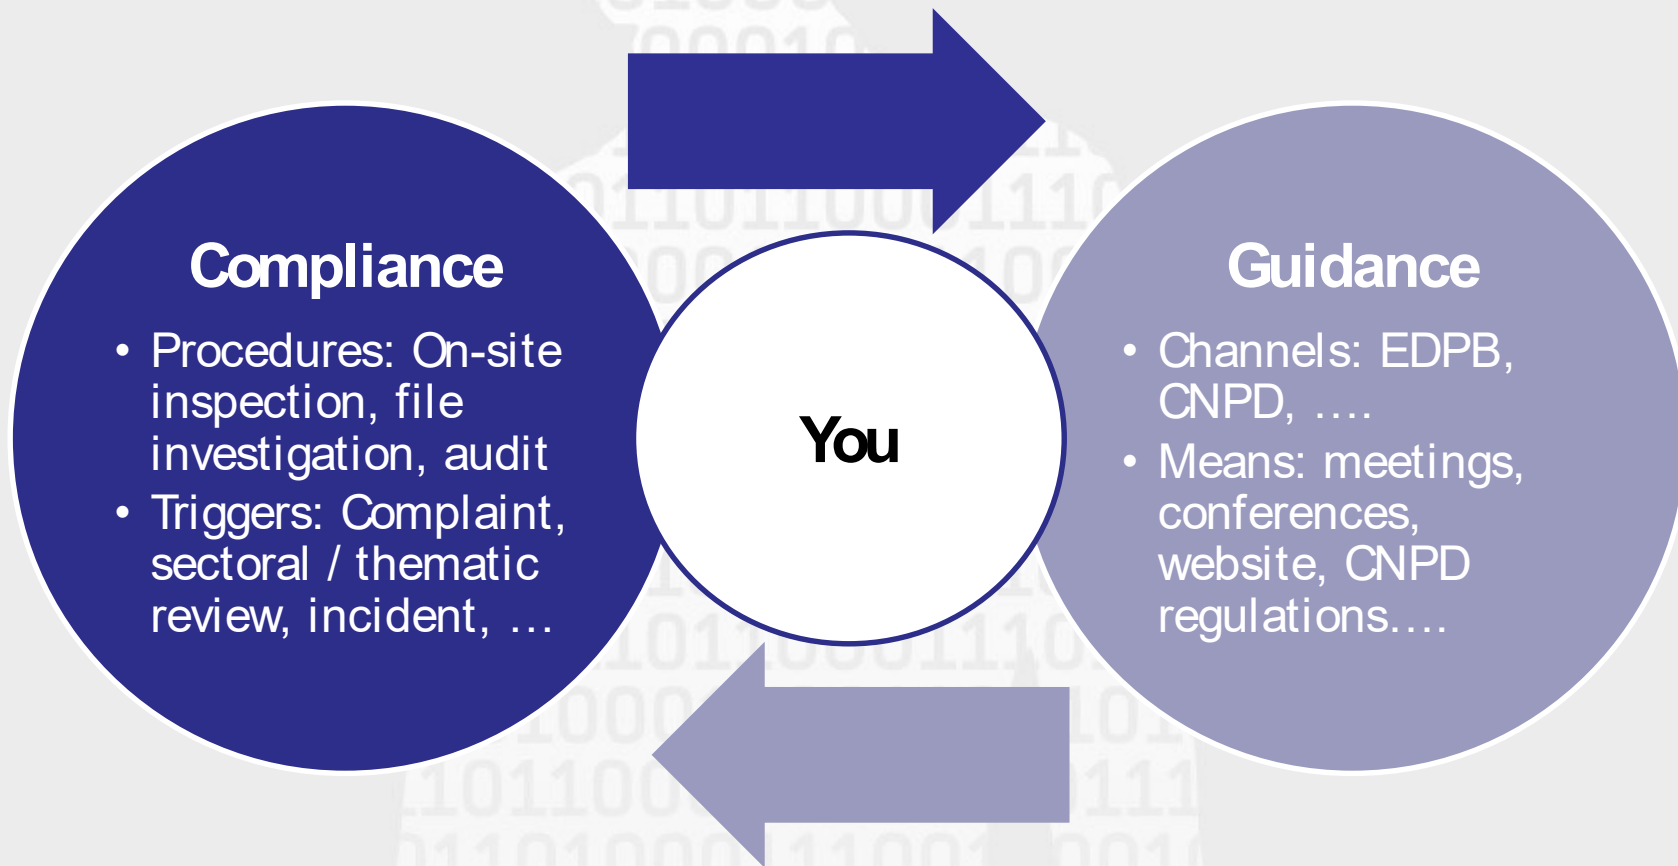 Compliance
• Procedures: On-site
inspection, file
investigation, audit
• Triggers: Complaint,
sectoral / thematic
review, incident, …
You
Guidance
• Channels: EDPB,
CNPD, ….
• Means: meetings,
conferences,
website, CNPD
regulations….